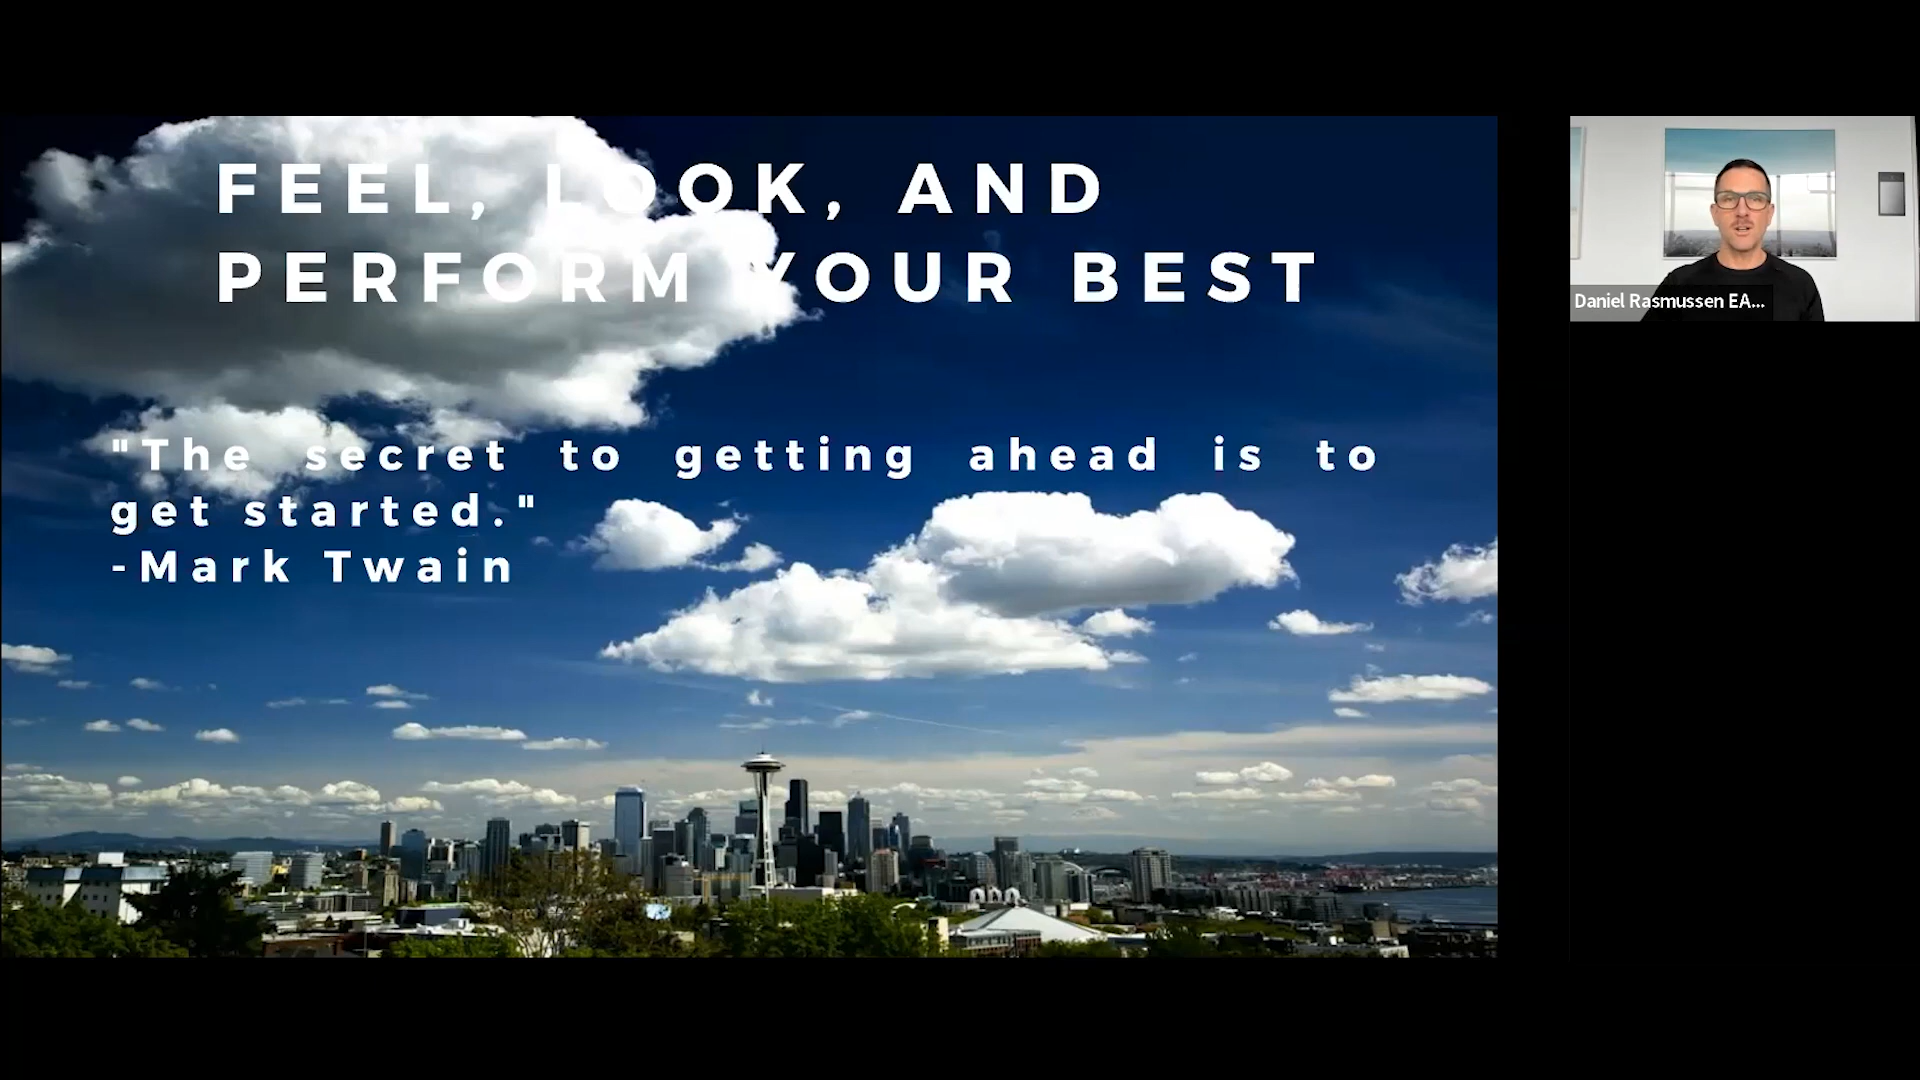 FEEL, LOOK, AND
PERFORM YOUR BEST
"The secret to getting ahead is to
get started."
-Mark Twain
Daniel Rasmussen EA...